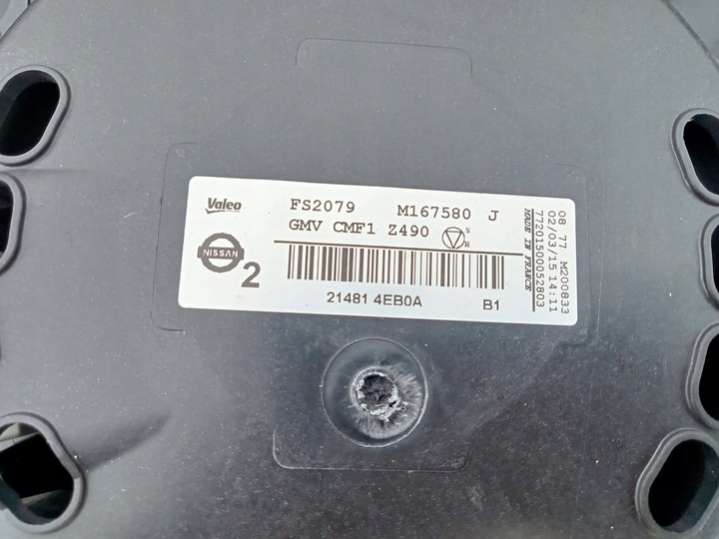 Valeo FS2079 M167580 J
GMV CMF1 Z490 S R
NISSAN
2
21481 4EB0A B1
08 77 M200833
02/03/15 14:11
77201500052803
MADE IN FRANCE